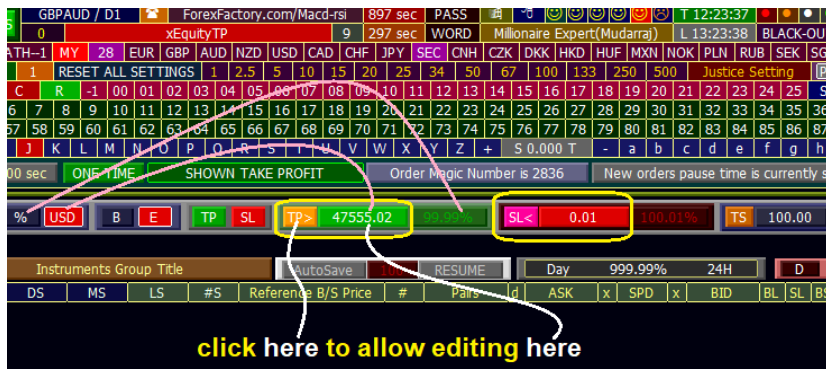 S GBPAUD / D1 ForexFactory.com/Macd-rsi 897 sec PASS T 12:23:37
0 xEquityTP 9 297 sec WORD Millionaire Expert(Mudarraj) L 13:23:38 BLACK-OU
ATH--1 MY 28 EUR GBP AUD NZD USD CAD CHF JPY SEC CNH CZK DKK HKD HUF MXN NOK PLN RUB SEK SG
1 RESET ALL SETTINGS 1 2.5 5 10 15 20 25 34 50 67 100 133 250 500 Justice Setting P
C R -1 00 01 02 03 04 05 06 07 08 09 10 11 12 13 14 15 16 17 18 19 20 21 22 23 24 25 S
6 7 8 9 10 11 12 13 14 15 16 17 18 19 20 21 22 23 24 25 26 27 28 29 30 31 32 33 34 35 36
57 58 59 60 61 62 63 64 65 66 67 68 69 70 71 72 73 74 75 76 77 78 79 80 81 82 83 84 85 86 87
J K L M N O P Q R S T U V W X Y Z + S 0.000 T - a b c d e f g h
00 sec ONE TIME SHOWN TAKE PROFIT Order Magic Number is 2836 New orders pause time is currently s
% USD B E TP SL TP> 47555.02 99.99% SL< 0.01 100.01% TS 100.00
Instruments Group Title AutoSave RESUME Day 999.99% 24H D
DS MS LS #S Reference B/S Price # Pairs d ASK x SPD x BID BL SL BS
click here to allow editing here